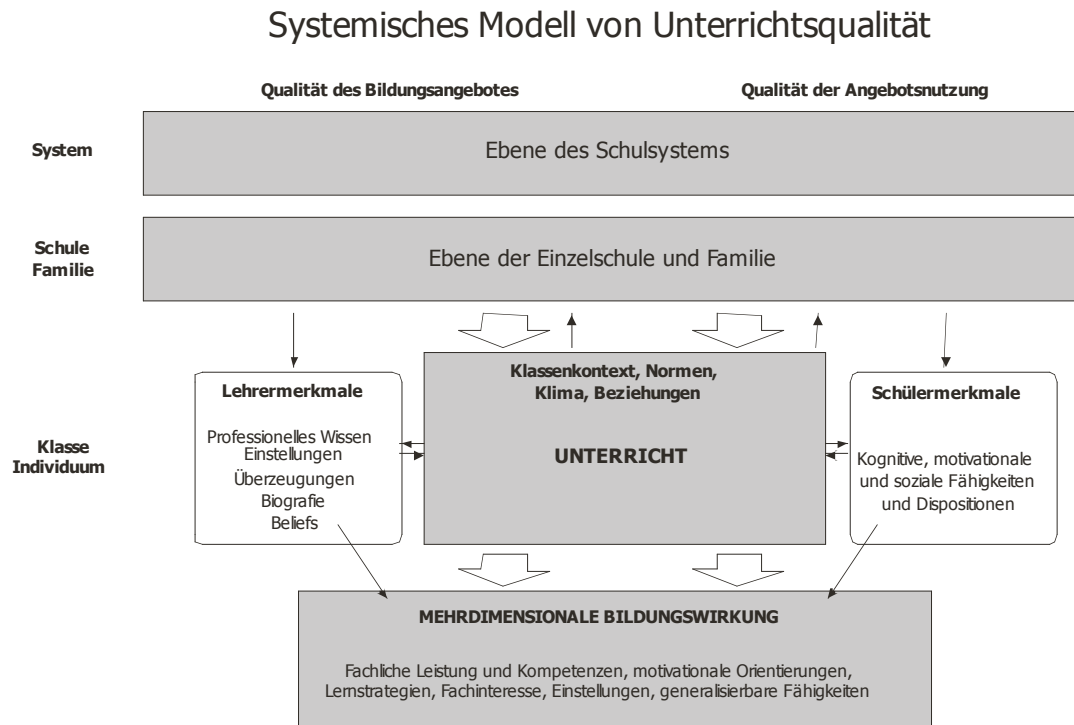 Systemisches Modell von Unterrichtsqualität
Qualität des Bildungsangebotes
Qualität der Angebotsnutzung
System
Ebene des Schulsystems
Schule
Familie
Ebene der Einzelschule und Familie
Klasse
Individuum
Lehrermerkmale
Professionelles Wissen
Einstellungen
Überzeugungen
Biografie
Beliefs
Klassenkontext, Normen,
Klima, Beziehungen
UNTERRICHT
Schülermerkmale
Kognitive, motivationale
und soziale Fähigkeiten
und Dispositionen
MEHRDIMENSIONALE BILDUNGSWIRKUNG
Fachliche Leistung und Kompetenzen, motivationale Orientierungen,
Lernstrategien, Fachinteresse, Einstellungen, generalisierbare Fähigkeiten